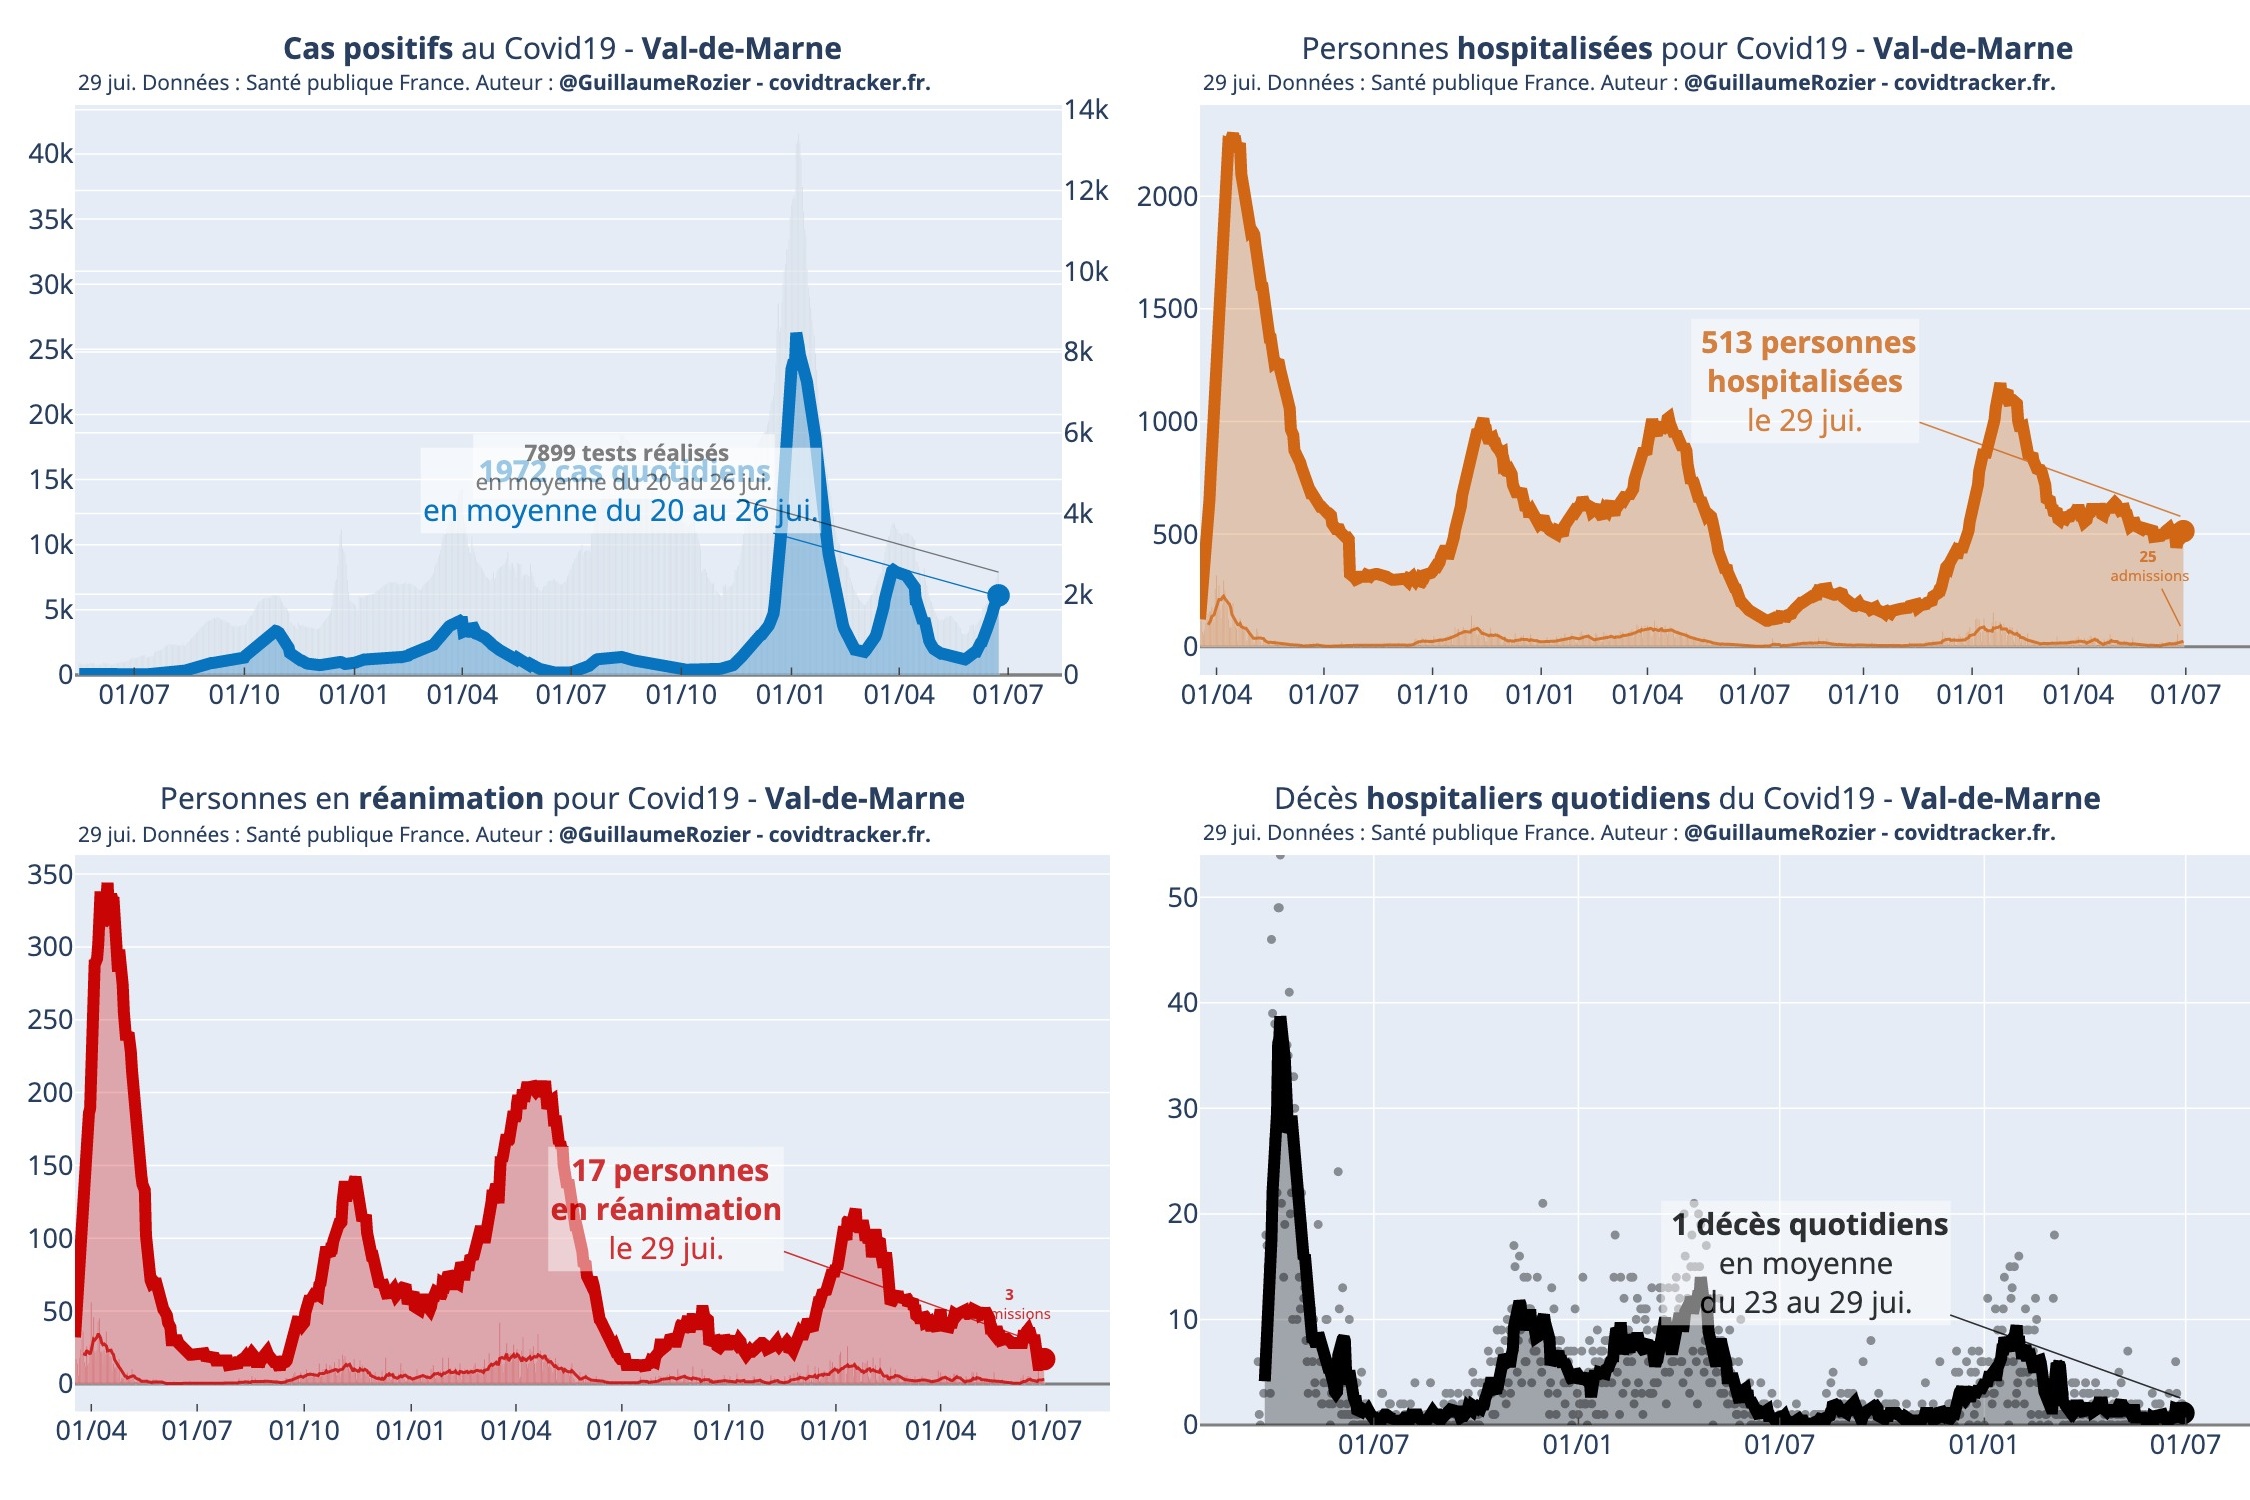 Cas positifs au Covid19 - Val-de-Marne
29 jui. Données : Santé publique France. Auteur : @GuillaumeRozier - covidtracker.fr.
14k
12k
10k
8k
6k
4k
2k
0
40k
35k
30k
25k
20k
15k
10k
5k
0
7899 tests réalisés
en moyenne du 20 au 26 jui.
1972 cas quotidiens
en moyenne du 20 au 26 jui.
01/07 01/10 01/01 01/04 01/07 01/10 01/01 01/04 01/07
Personnes hospitalisées pour Covid19 - Val-de-Marne
29 jui. Données : Santé publique France. Auteur : @GuillaumeRozier - covidtracker.fr.
2000
1500
1000
500
0
513 personnes
hospitalisées
le 29 jui.
25
admissions
01/04 01/07 01/10 01/01 01/04 01/07 01/10 01/01 01/04 01/07
Personnes en réanimation pour Covid19 - Val-de-Marne
29 jui. Données : Santé publique France. Auteur : @GuillaumeRozier - covidtracker.fr.
350
300
250
200
150
100
50
0
17 personnes
en réanimation
le 29 jui.
3
admissions
01/04 01/07 01/10 01/01 01/04 01/07 01/10 01/01 01/04 01/07
Décès hospitaliers quotidiens du Covid19 - Val-de-Marne
29 jui. Données : Santé publique France. Auteur : @GuillaumeRozier - covidtracker.fr.
50
40
30
20
10
0
1 décès quotidiens
en moyenne
du 23 au 29 jui.
01/07 01/01 01/07 01/01 01/07